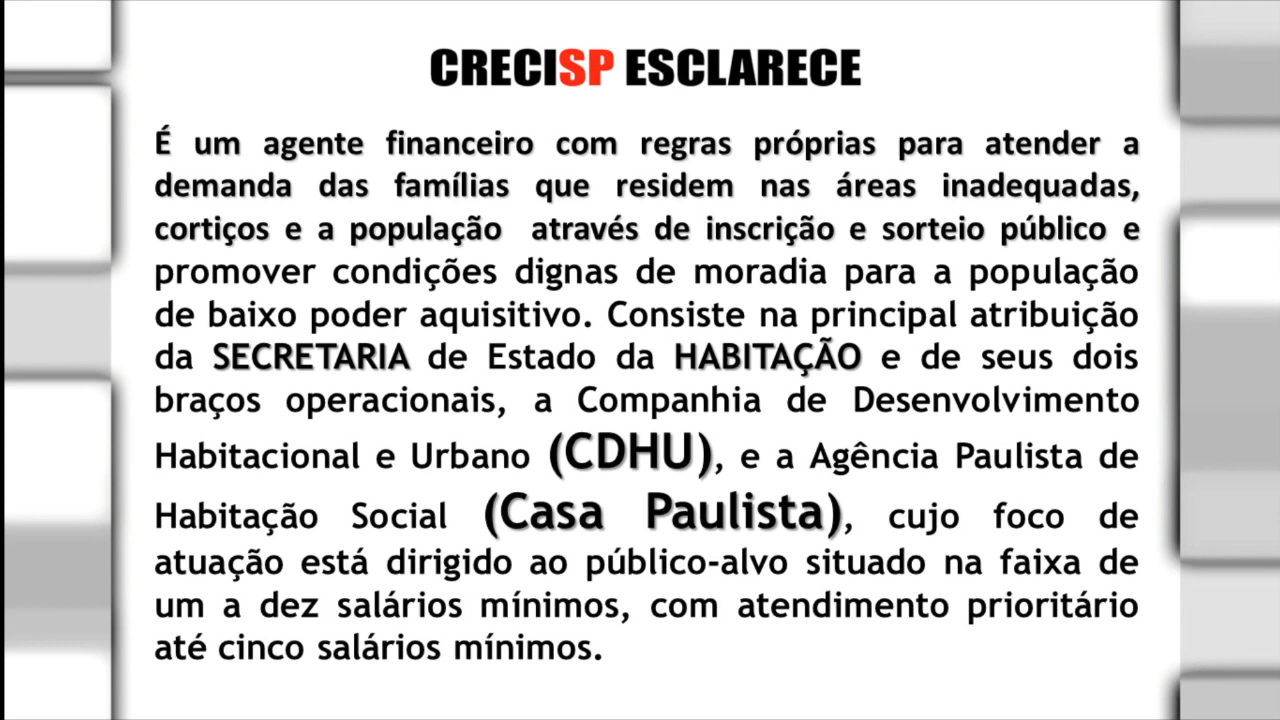 CRECISP ESCLARECE
É um agente financeiro com regras próprias para atender a
demanda das famílias que residem nas áreas inadequadas,
cortiços e a população através de inscrição e sorteio público e
promover condições dignas de moradia para a população
de baixo poder aquisitivo. Consiste na principal atribuição
da SECRETARIA de Estado da HABITAÇÃO e de seus dois
braços operacionais, a Companhia de Desenvolvimento
Habitacional e Urbano (CDHU), e a Agência Paulista de
Habitação Social (Casa Paulista), cujo foco de
atuação está dirigido ao público-alvo situado na faixa de
um a dez salários mínimos, com atendimento prioritário
até cinco salários mínimos.